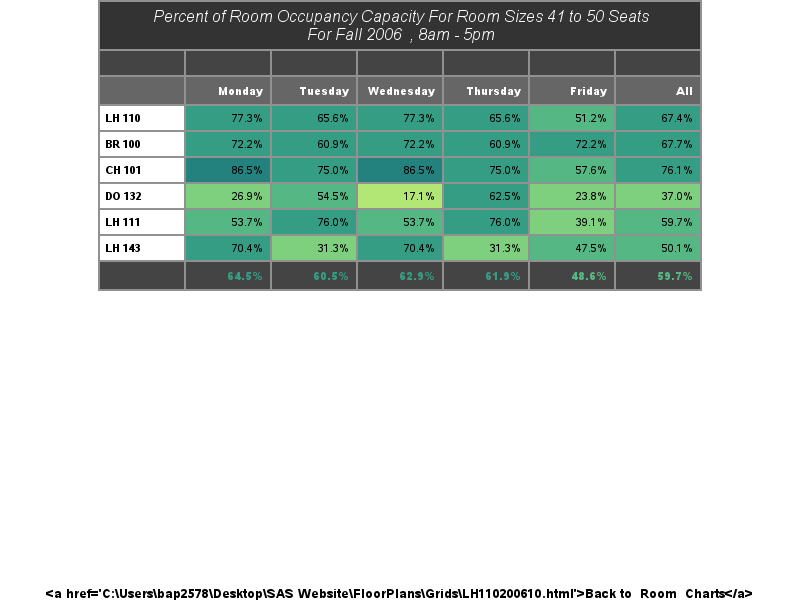 Percent of Room Occupancy Capacity For Room Sizes 41 to 50 Seats
For Fall 2006 , 8am - 5pm
Monday Tuesday Wednesday Thursday Friday All
LH 110 77.3% 65.6% 77.3% 65.6% 51.2% 67.4%
BR 100 72.2% 60.9% 72.2% 60.9% 72.2% 67.7%
CH 101 86.5% 75.0% 86.5% 75.0% 57.6% 76.1%
DO 132 26.9% 54.5% 17.1% 62.5% 23.8% 37.0%
LH 111 53.7% 76.0% 53.7% 76.0% 39.1% 59.7%
LH 143 70.4% 31.3% 70.4% 31.3% 47.5% 50.1%
64.5% 60.5% 62.9% 61.9% 48.6% 59.7%
<a href='C:\Users\bap2578\Desktop\SAS Website\FloorPlans\Grids\LH110200610.html'>Back to Room Charts</a>